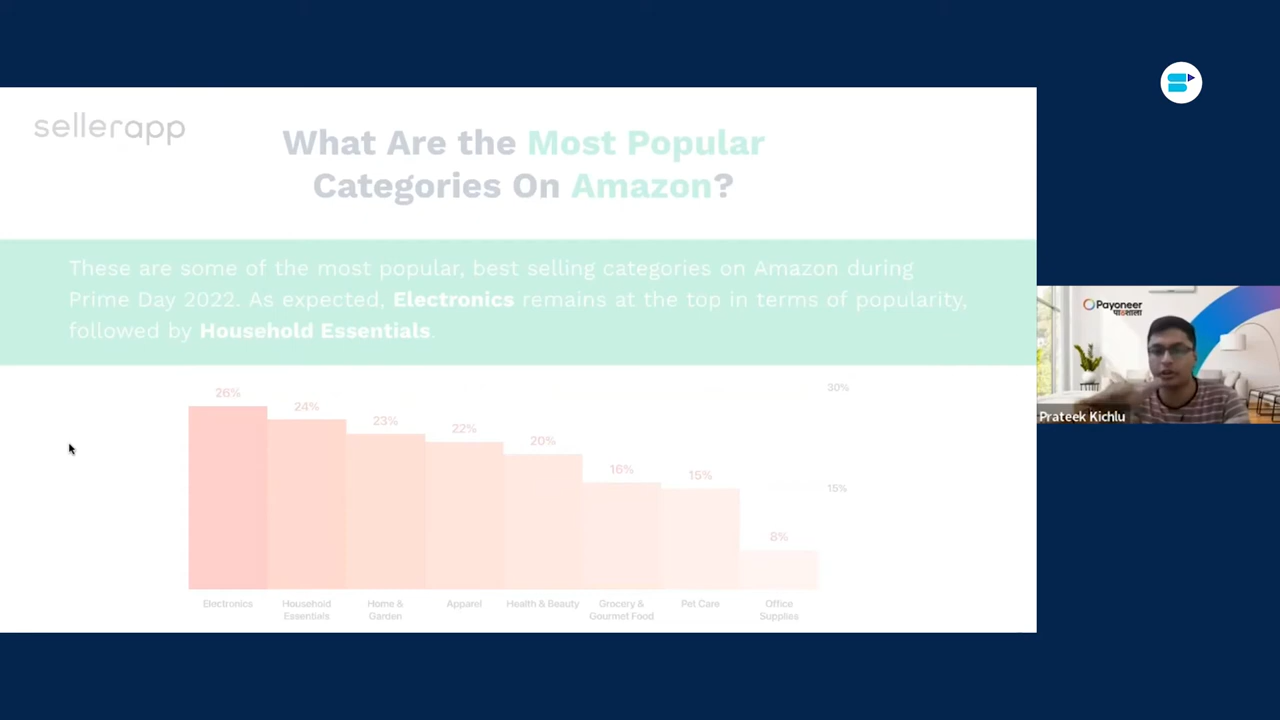 sellerapp
What Are the Most Popular
Categories On Amazon?
These are some of the most popular, best selling categories on Amazon during
Prime Day 2022. As expected, Electronics remains at the top in terms of popularity,
followed by Household Essentials.
30%
15%
26%
24%
23%
22%
20%
16%
15%
8%
Electronics
Household
Essentials
Home &
Garden
Apparel
Health & Beauty
Grocery &
Gourmet Food
Pet Care
Office
Supplies
Payoneer
पाठशाला
Prateek Kichlu